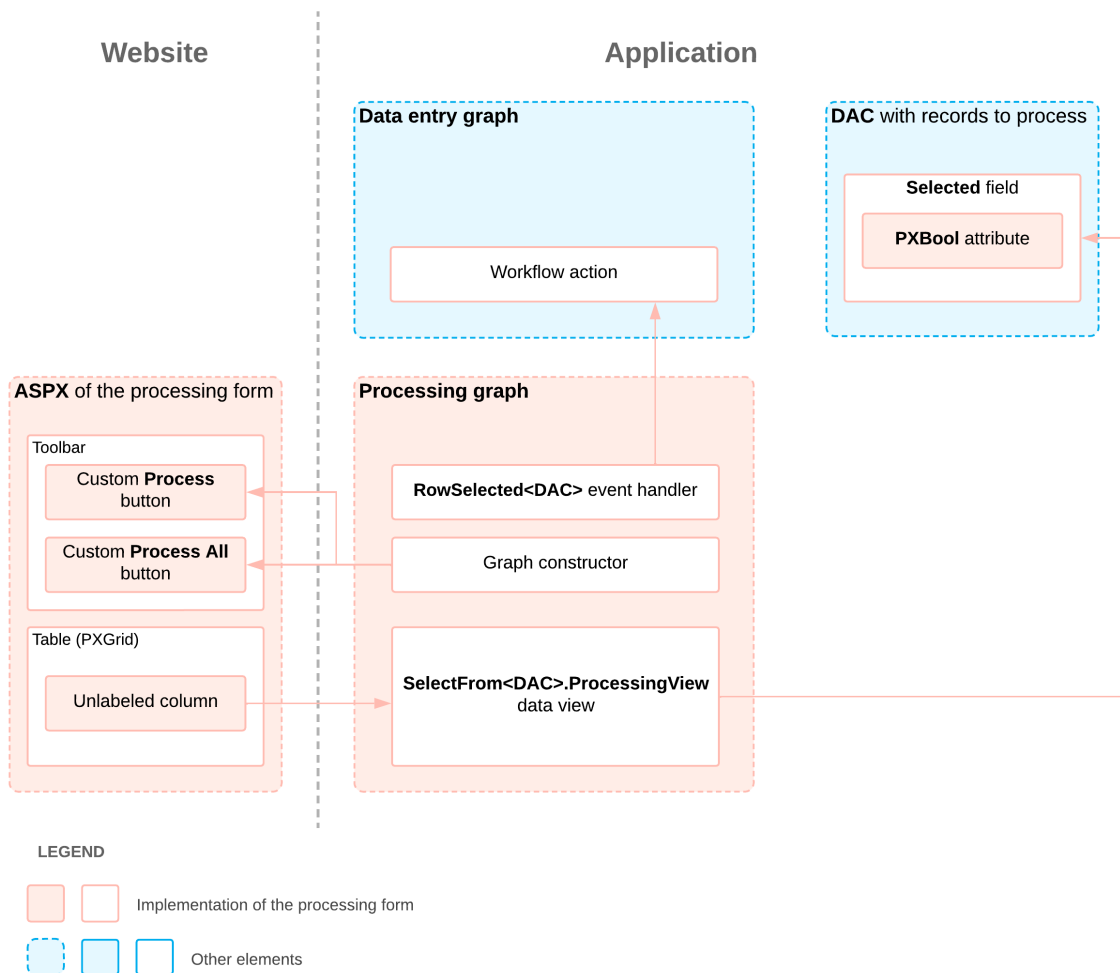 Website
Application
Data entry graph
DAC with records to process
Selected field
PXBool attribute
Workflow action
ASPX of the processing form
Processing graph
Toolbar
Custom Process
button
RowSelected<DAC> event handler
Custom Process All
button
Graph constructor
Table (PXGrid)
Unlabeled column
SelectFrom<DAC>.ProcessingView
data view
LEGEND
Implementation of the processing form
Other elements